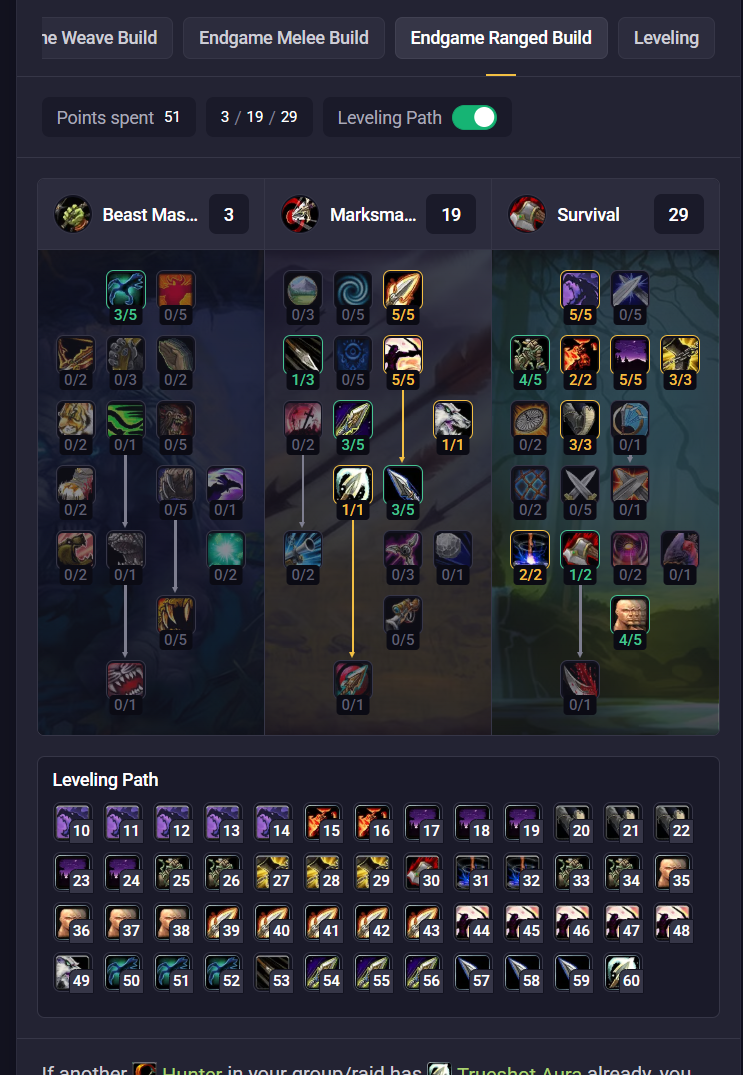 ne Weave Build Endgame Melee Build Endgame Ranged Build Leveling
Points spent 51 3 / 19 / 29 Leveling Path
Beast Mas... 3 Marksma... 19 Survival 29
3/5 0/5 0/3 0/5 5/5 5/5 0/5
0/2 0/3 0/2 1/3 0/5 5/5 4/5 2/2 5/5 3/3
0/2 0/1 0/5 0/2 3/5 1/1 0/2 3/3 0/1
0/2 0/5 0/1 1/1 3/5 0/2 0/5 0/1
0/2 0/1 0/2 0/2 0/3 0/1 2/2 1/2 0/2 0/1
0/5 0/5 4/5
0/1 0/1 0/1
Leveling Path
10 11 12 13 14 15 16 17 18 19 20 21 22
23 24 25 26 27 28 29 30 31 32 33 34 35
36 37 38 39 40 41 42 43 44 45 46 47 48
49 50 51 52 53 54 55 56 57 58 59 60
If another Hunter in your group/raid has Trueshot Aura already, you